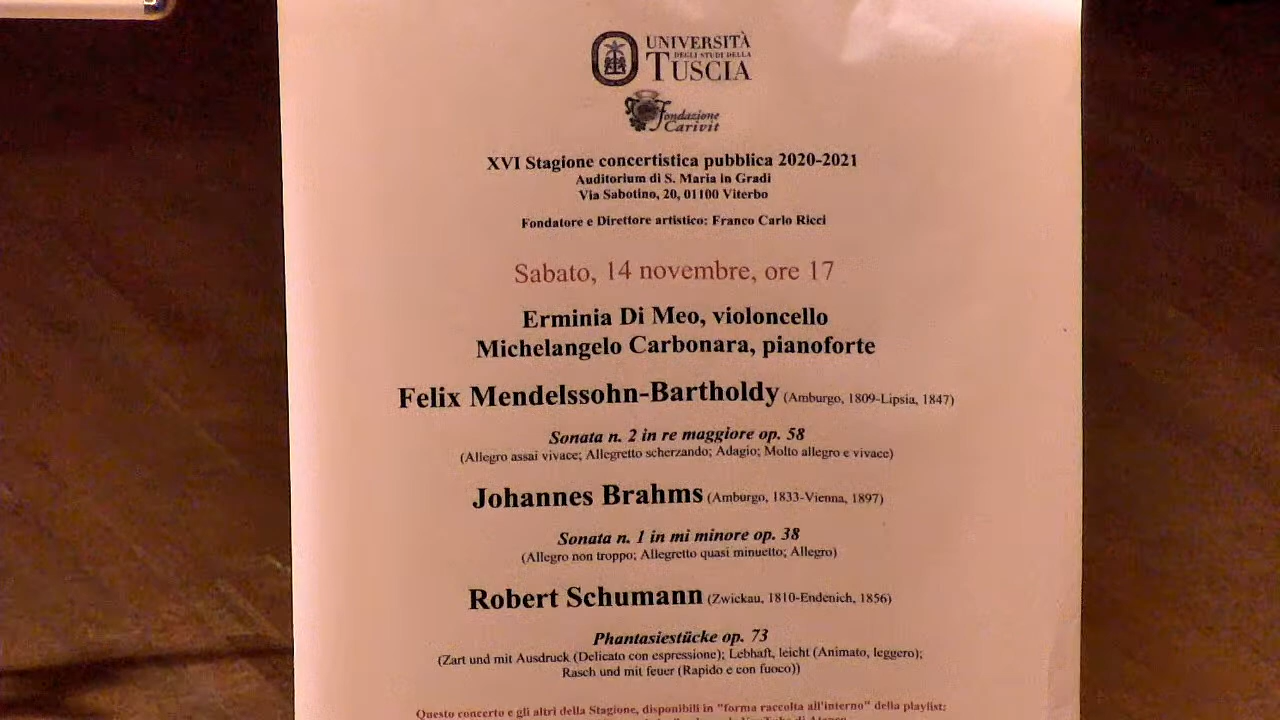 UNIVERSITÀ
DEGLI STUDI DELLA
TUSCIA
Fondazione
Carivit
XVI Stagione concertistica pubblica 2020-2021
Auditorium di S. Maria in Gradi
Via Sabotino, 20, 01100 Viterbo
Fondatore e Direttore artistico: Franco Carlo Ricci
Sabato, 14 novembre, ore 17
Erminia Di Meo, violoncello
Michelangelo Carbonara, pianoforte
Felix Mendelssohn-Bartholdy (Amburgo, 1809-Lipsia, 1847)
Sonata n. 2 in re maggiore op. 58
(Allegro assai vivace; Allegretto scherzando; Adagio; Molto allegro e vivace)
Johannes Brahms (Amburgo, 1833-Vienna, 1897)
Sonata n. 1 in mi minore op. 38
(Allegro non troppo; Allegretto quasi minuetto; Allegro)
Robert Schumann (Zwickau, 1810-Endenich, 1856)
Phantasiestücke op. 73
(Zart und mit Ausdruck (Delicato con espressione); Lebhaft, leicht (Animato, leggero);
Rasch und mit feuer (Rapido e con fuoco))
Questo concerto e gli altri della Stagione, disponibili in "forma raccolta all'interno" della playlist: